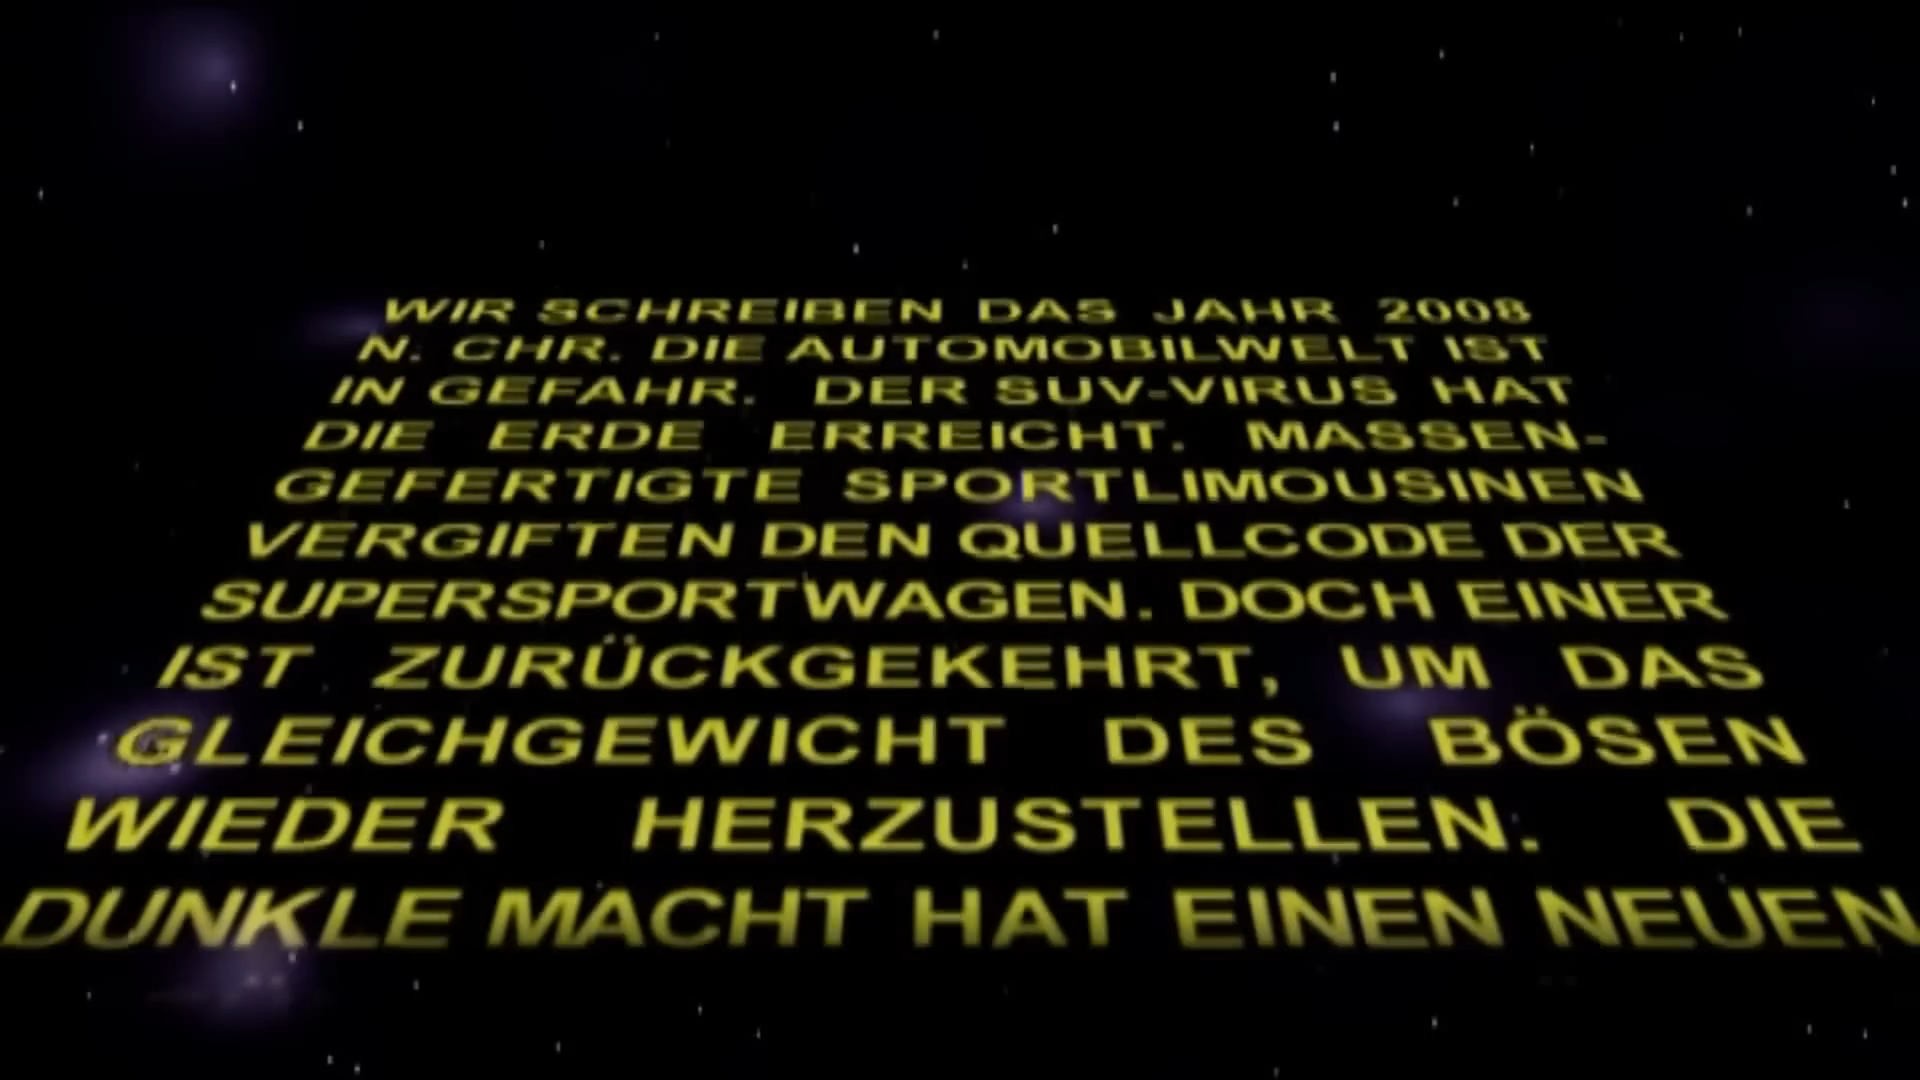 WIR SCHREIBEN DAS JAHR 2008
N. CHR. DIE AUTOMOBILWELT IST
IN GEFAHR. DER SUV-VIRUS HAT
DIE ERDE ERREICHT. MASSEN-
GEFERTIGTE SPORTLIMOUSINEN
VERGIFTEN DEN QUELLCODE DER
SUPERSPORTWAGEN. DOCH EINER
IST ZURÜCKGEKEHRT, UM DAS
GLEICHGEWICHT DES BÖSEN
WIEDER HERZUSTELLEN. DIE
DUNKLE MACHT HAT EINEN NEUEN